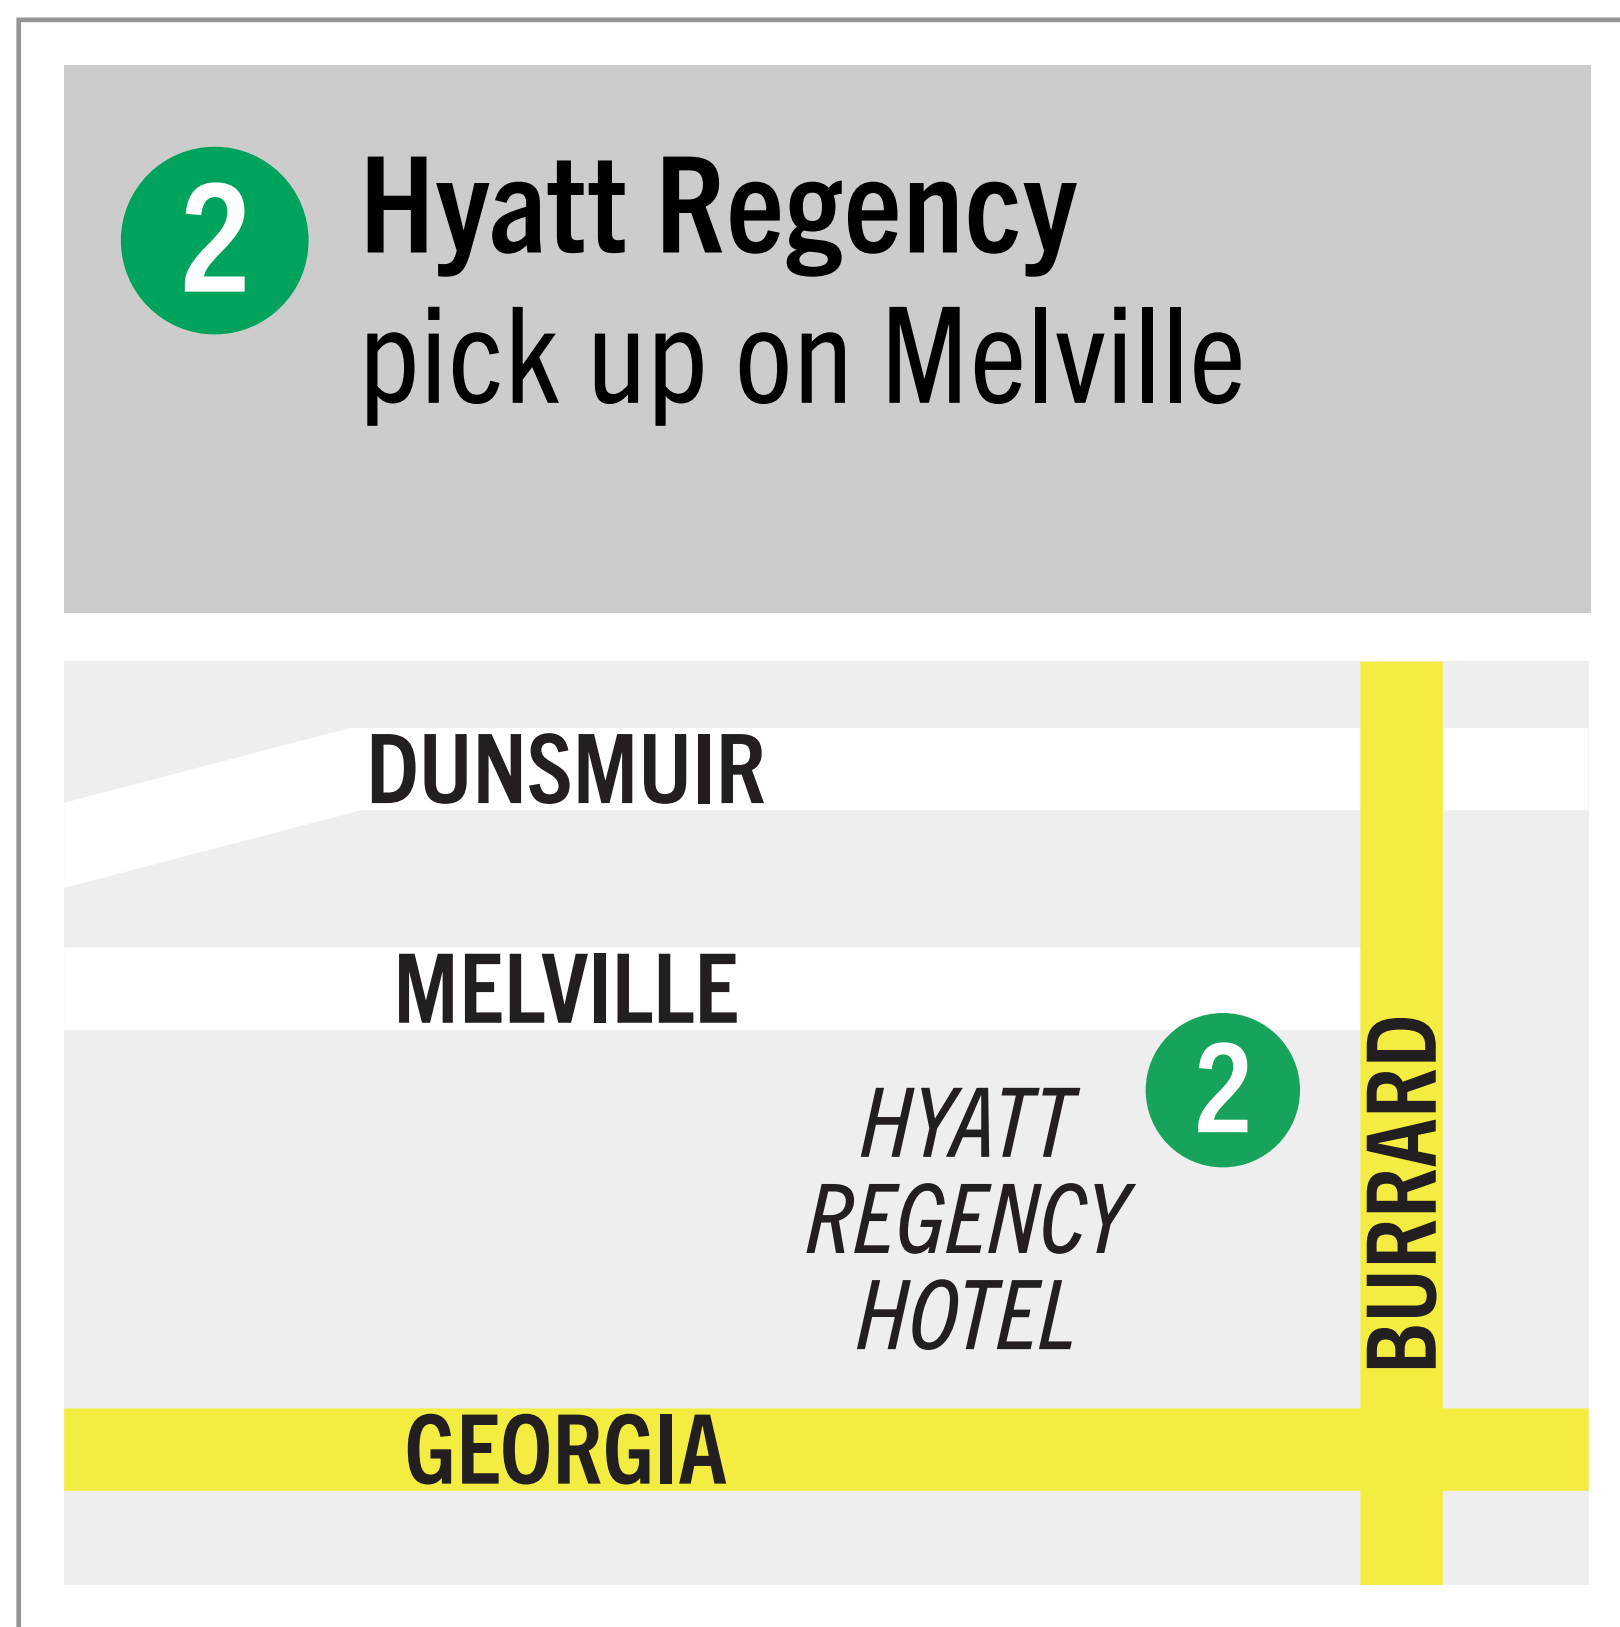 2 Hyatt Regency
pick up on Melville
DUNSMUIR
MELVILLE
2
HYATT
REGENCY
HOTEL
BURRARD
GEORGIA